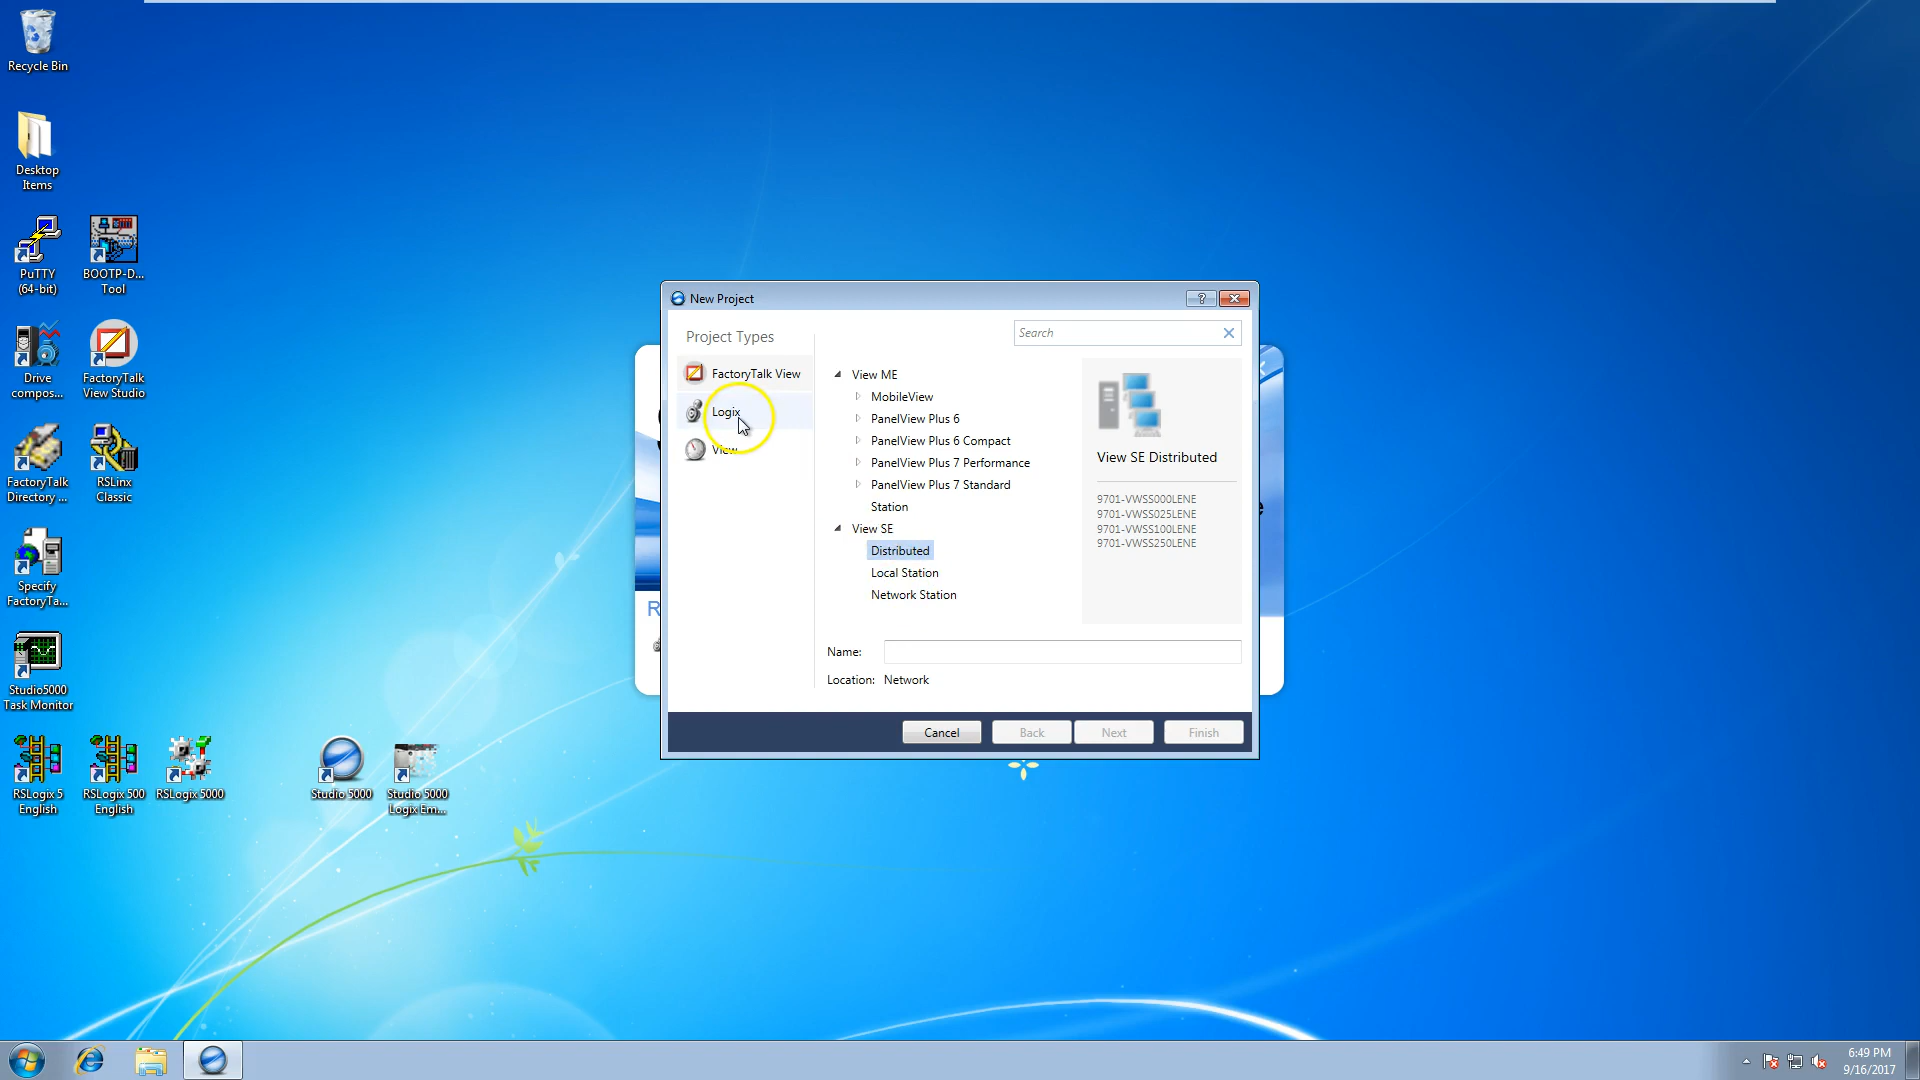 Recycle Bin
Desktop
Items
PuTTY
(64-bit)
BOOTP-D...
Tool
Drive
compos...
FactoryTalk
View Studio
FactoryTalk
Directory ...
RSLinx
Classic
Specify
FactoryTa...
Studio5000
Task Monitor
RSLogix 5
English
RSLogix 500
English
RSLogix 5000
Studio 5000
Studio 5000
Logix Em...
New Project
?
Project Types
Search
FactoryTalk View
Logix
View
View ME
MobileView
PanelView Plus 6
PanelView Plus 6 Compact
PanelView Plus 7 Performance
PanelView Plus 7 Standard
Station
View SE
Distributed
Local Station
Network Station
View SE Distributed
9701-VWSS000LENE
9701-VWSS025LENE
9701-VWSS100LENE
9701-VWSS250LENE
Name:
Location: Network
Cancel
Back
Next
Finish
R
e
6:49 PM
9/16/2017